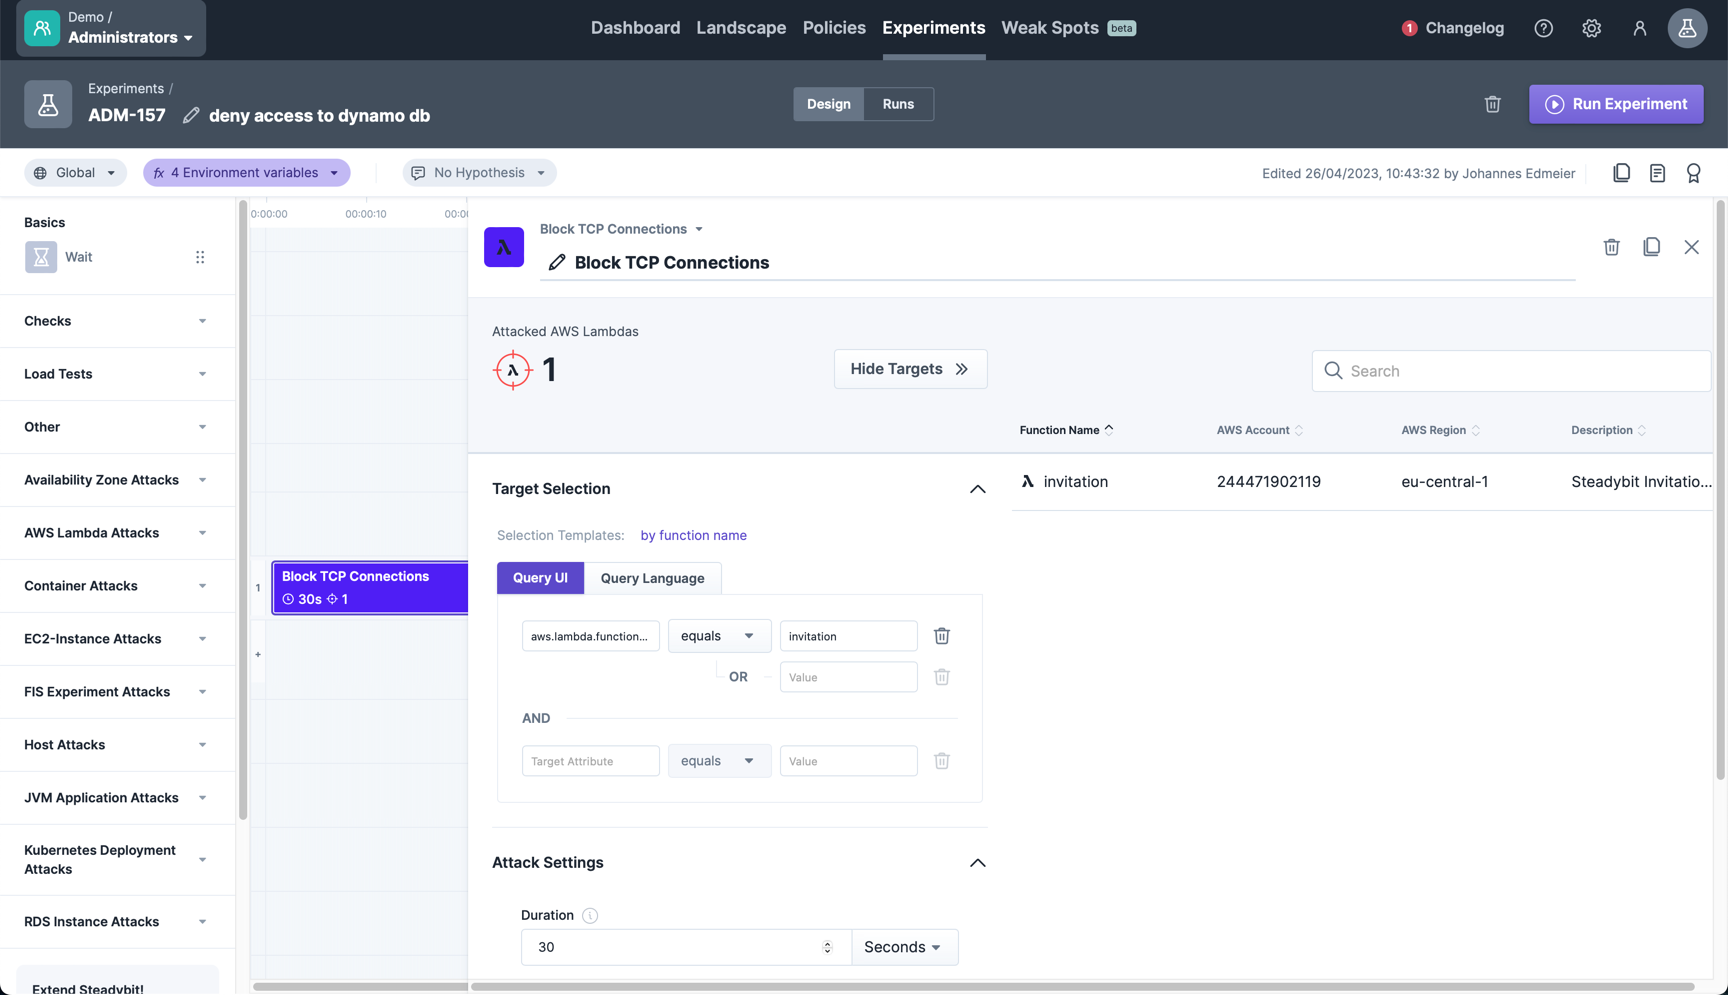 Demo /
Administrators
Dashboard Landscape Policies Experiments Weak Spots beta
1 Changelog
Experiments /
ADM-157 deny access to dynamo db
Design Runs
Run Experiment
Global
fx 4 Environment variables
No Hypothesis
Edited 26/04/2023, 10:43:32 by Johannes Edmeier
Basics
Wait
Checks
Load Tests
Other
Availability Zone Attacks
AWS Lambda Attacks
Container Attacks
EC2-Instance Attacks
FIS Experiment Attacks
Host Attacks
JVM Application Attacks
Kubernetes Deployment
Attacks
RDS Instance Attacks
Extend Steadybit!
0:00:00 00:00:10 00:00
1
Block TCP Connections
30s 1
+
Block TCP Connections
Block TCP Connections
Attacked AWS Lambdas
1
Hide Targets
Search
Function Name AWS Account AWS Region Description
invitation 244471902119 eu-central-1 Steadybit Invitatio...
Target Selection
Selection Templates: by function name
Query UI Query Language
aws.lambda.function... equals invitation
OR Value
AND
Target Attribute equals Value
Attack Settings
Duration
30 Seconds